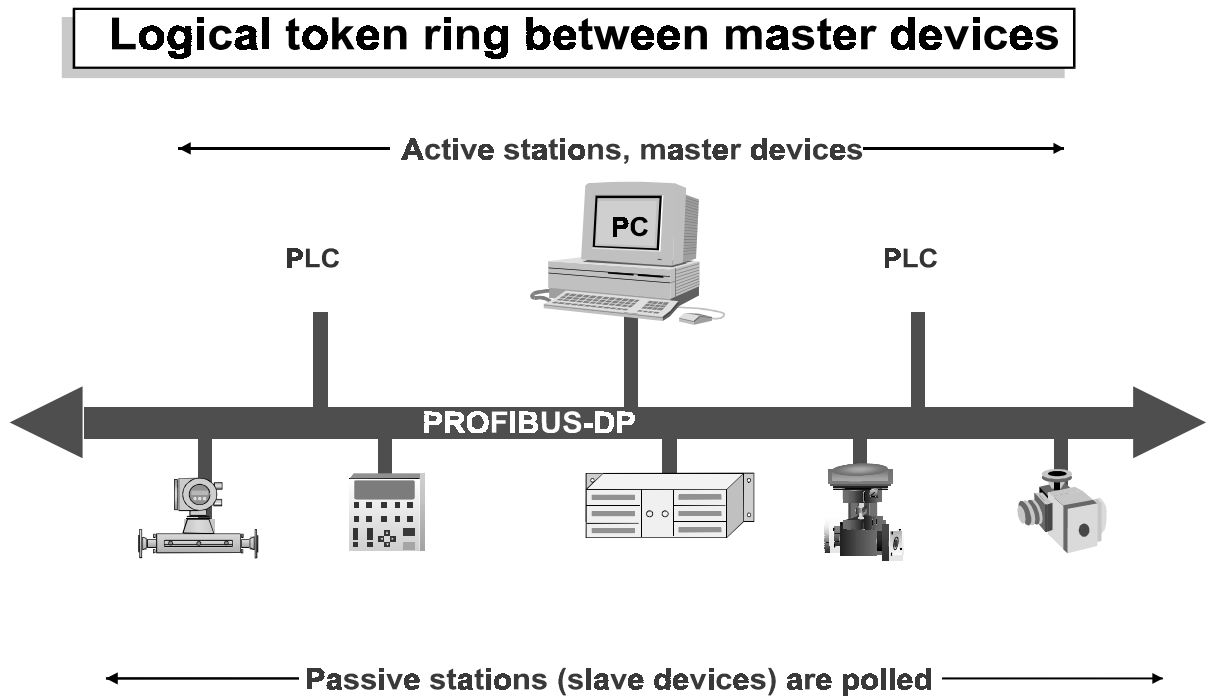 Logical token ring between master devices
Active stations, master devices
PC
PLC
PLC
PROFIBUS-DP
Passive stations (slave devices) are polled